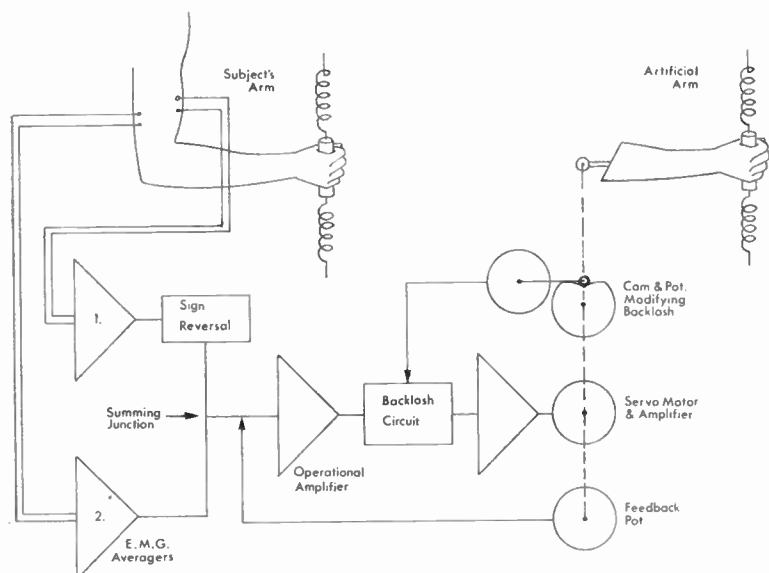 Subject's
Arm
Artificial
Arm
1.
Sign
Reversal
Cam & Pot.
Modifying
Backlash
Summing
Junction
Backlosh
Circuit
Servo Motor
& Amplifier
Operational
Amplifier
2.
E.M.G.
Averagers
Feedback
Pot